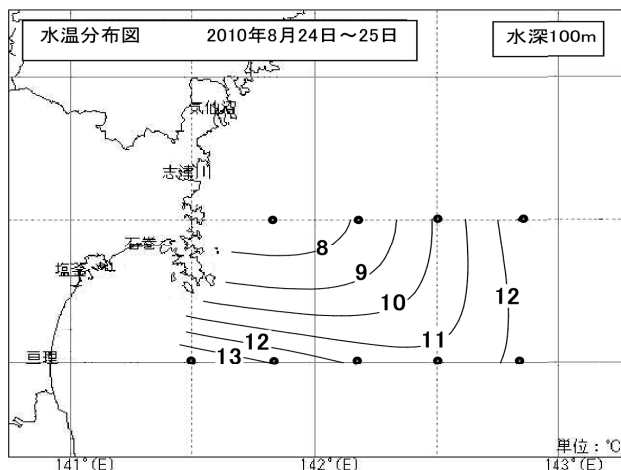 水温分布図 2010年8月24日～25日
水深100m
気仙沼
志津川
石巻
塩釜
亘理
8
9
10
11
12
12
13
単位：℃
141°(E) 142°(E) 143°(E)